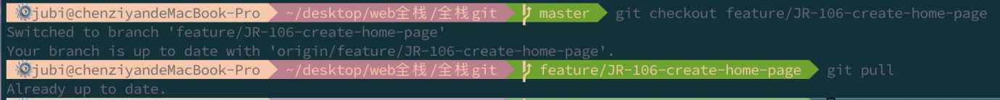 jubi@chenziyandeMacBook-Pro ~/desktop/web全栈/全栈git master git checkout feature/JR-106-create-home-page
Switched to branch 'feature/JR-106-create-home-page'
Your branch is up to date with 'origin/feature/JR-106-create-home-page'.
jubi@chenziyandeMacBook-Pro ~/desktop/web全栈/全栈git feature/JR-106-create-home-page git pull
Already up to date.